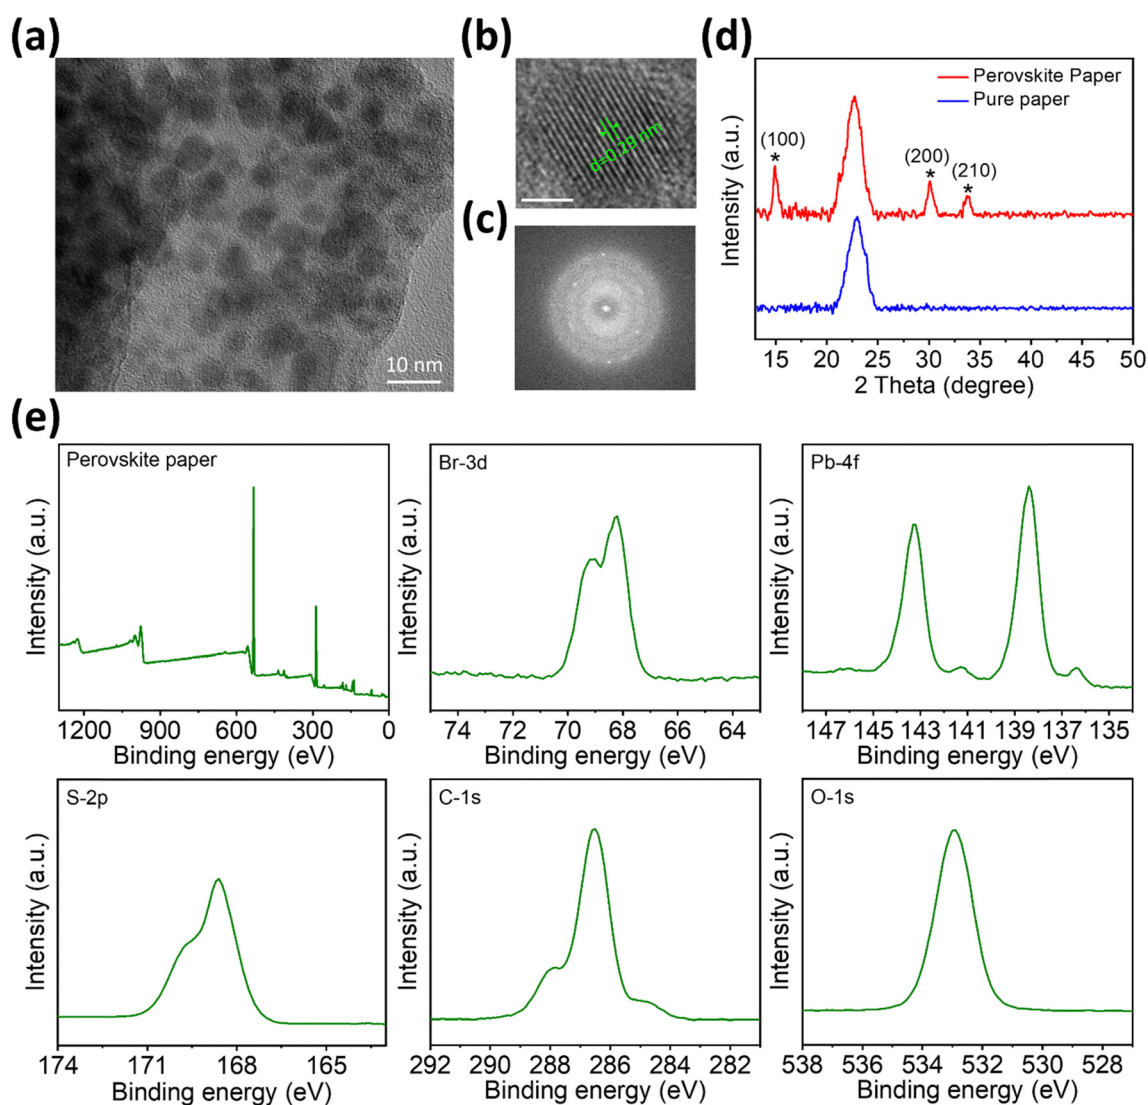 (a)
10 nm
(b)
d=0.29 nm
(c)
(d)
Perovskite Paper
Pure paper
(100)
*
(200)
*
(210)
*
Intensity (a.u.)
15 20 25 30 35 40 45 50
2 Theta (degree)
(e)
Perovskite paper
Intensity (a.u.)
1200 900 600 300 0
Binding energy (eV)
Br-3d
Intensity (a.u.)
74 72 70 68 66 64
Binding energy (eV)
Pb-4f
Intensity (a.u.)
147 145 143 141 139 137 135
Binding energy (eV)
S-2p
Intensity (a.u.)
174 171 168 165
Binding energy (eV)
C-1s
Intensity (a.u.)
292 290 288 286 284 282
Binding energy (eV)
O-1s
Intensity (a.u.)
538 536 534 532 530 528
Binding energy (eV)